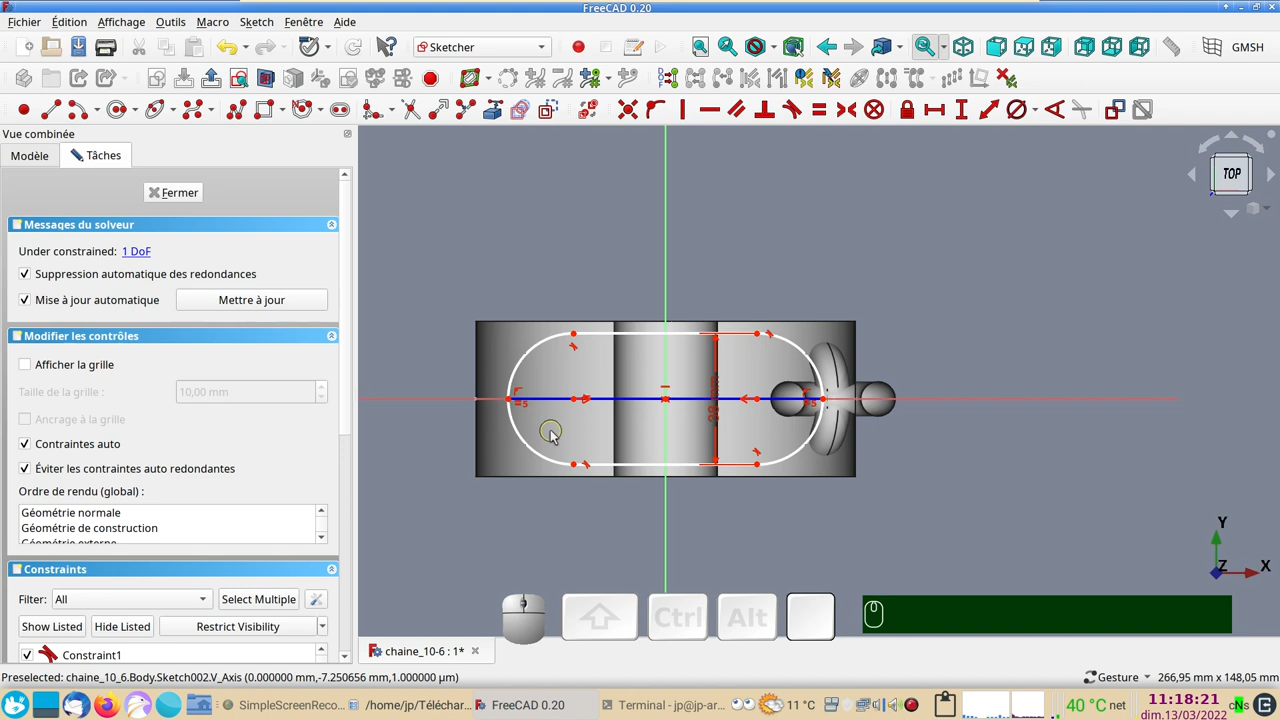 FreeCAD 0.20
Fichier Édition Affichage Outils Macro Sketch Fenêtre Aide
Sketcher
GMSH
Vue combinée
Modèle Tâches
Fermer
TOP
Messages du solveur
Under constrained: 1 DoF
Suppression automatique des redondances
Mise à jour automatique Mettre à jour
Modifier les contrôles
Afficher la grille
Taille de la grille : 10,00 mm
Ancrage à la grille
Contraintes auto
Éviter les contraintes auto redondantes
Ordre de rendu (global) :
Géométrie normale
Géométrie de construction
Géométrie externe
Constraints
Filter: All Select Multiple
Show Listed Hide Listed Restrict Visibility
Constraint1
Y
Z X
Ctrl Alt
chaine_10-6 : 1*
Preselected: chaine_10_6.Body.Sketch002.V_Axis (0.000000 mm,-7.250656 mm,1.000000 µm) Gesture 266,95 mm x 148,05 mm
SimpleScreenReco... /home/jp/Téléchar... FreeCAD 0.20 Terminal - jp@jp-ar... 11 °C 40 °C net 11:18:21
dim.13/03/2022